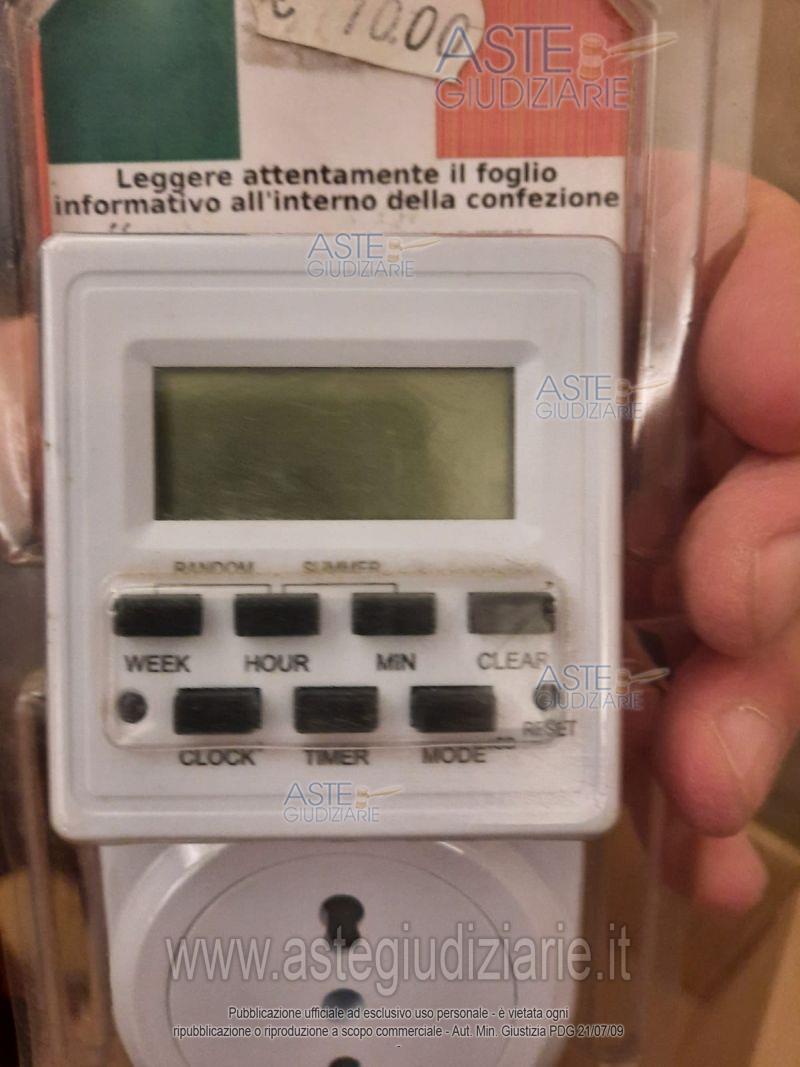 € 10.00
ASTE
GIUDIZIARIE
Leggere attentamente il foglio
informativo all'interno della confezione
ASTE
GIUDIZIARIE
ASTE
GIUDIZIARIE
RANDOM SUMMER
WEEK HOUR MIN CLEAR
ASTE
GIUDIZIARIE
RESET
CLOCK TIMER MODE
ASTE
GIUDIZIARIE
www.astegiudiziarie.it
Pubblicazione ufficiale ad esclusivo uso personale - è vietata ogni
ripubblicazione o riproduzione a scopo commerciale - Aut. Min. Giustizia PDG 21/07/09
-